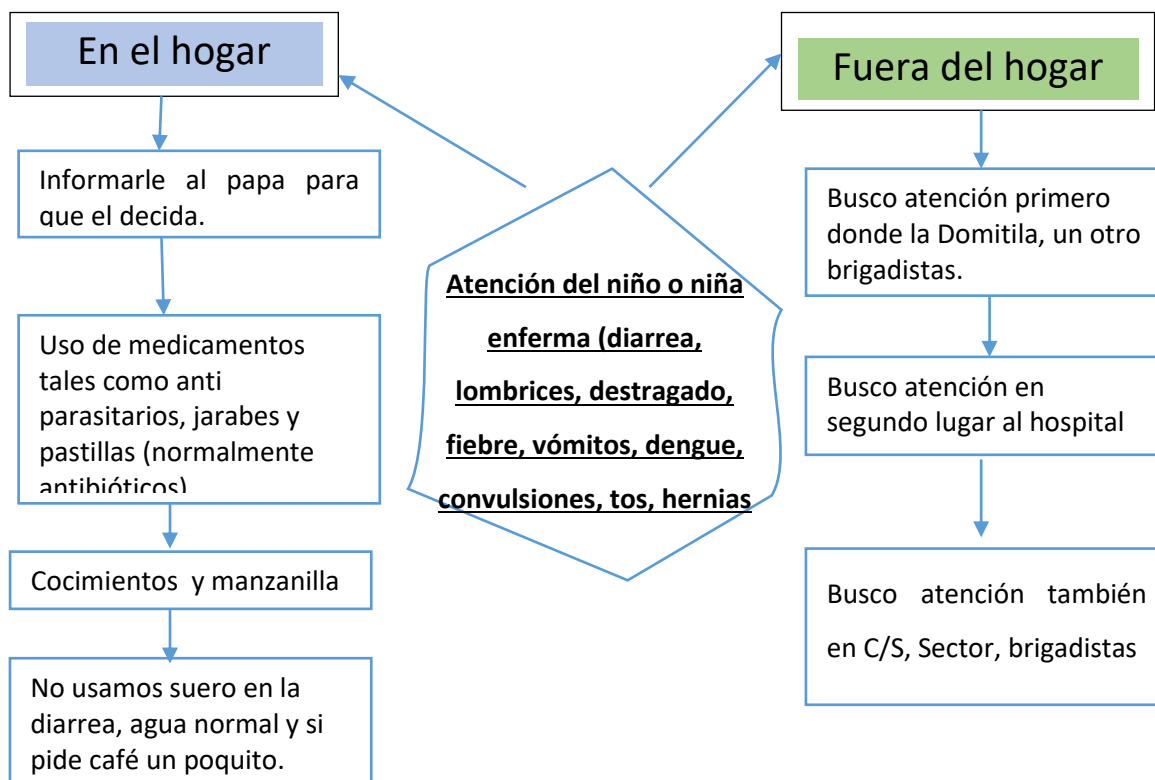 En el hogar
Informarle al papa para
que el decida.
Uso de medicamentos
tales como anti
parasitarios, jarabes y
pastillas (normalmente
antibióticos)
Cocimientos y manzanilla
No usamos suero en la
diarrea, agua normal y si
pide café un poquito.
Atención del niño o niña
enferma (diarrea,
lombrices, destragado,
fiebre, vómitos, dengue,
convulsiones, tos, hernias
Fuera del hogar
Busco atención primero
donde la Domitila, un otro
brigadistas.
Busco atención en
segundo lugar al hospital
Busco atención también
en C/S, Sector, brigadistas